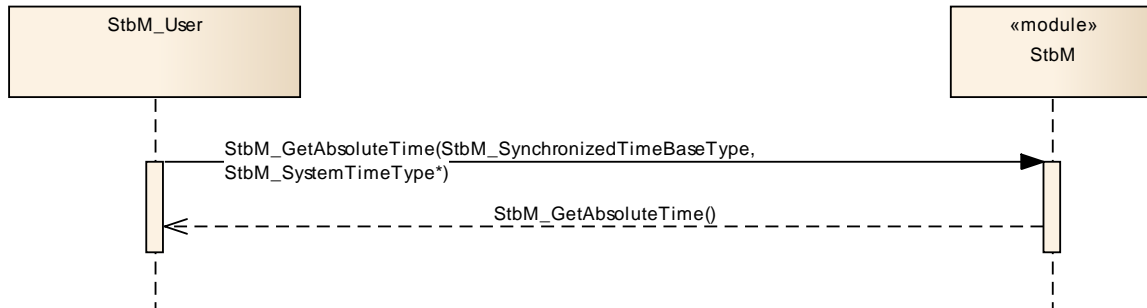 StbM_User
«module»
StbM
StbM_GetAbsoluteTime(StbM_SynchronizedTimeBaseType,
StbM_SystemTimeType*)
StbM_GetAbsoluteTime()